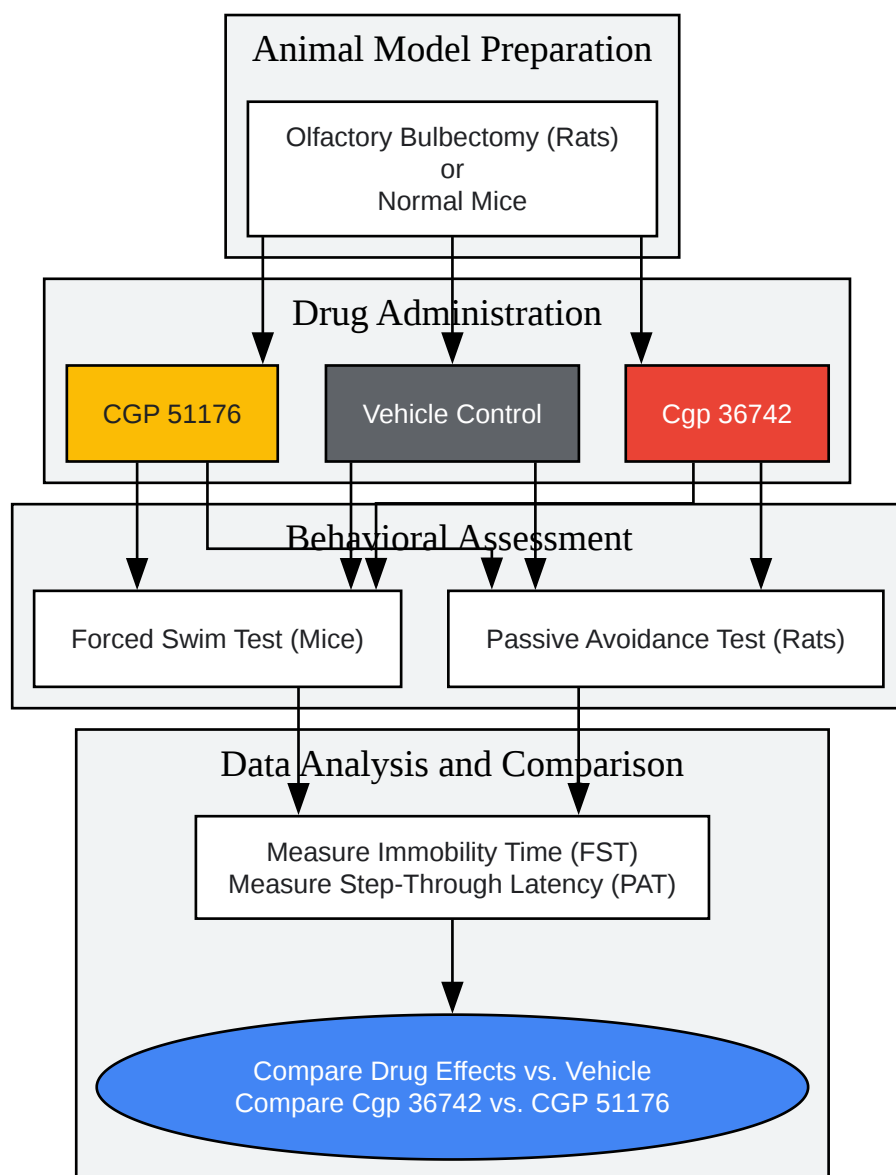 Animal Model Preparation
Olfactory Bulbectomy (Rats)
or
Normal Mice
Drug Administration
CGP 51176
Vehicle Control
Cgp 36742
Behavioral Assessment
Forced Swim Test (Mice)
Passive Avoidance Test (Rats)
Data Analysis and Comparison
Measure Immobility Time (FST)
Measure Step-Through Latency (PAT)
Compare Drug Effects vs. Vehicle
Compare Cgp 36742 vs. CGP 51176